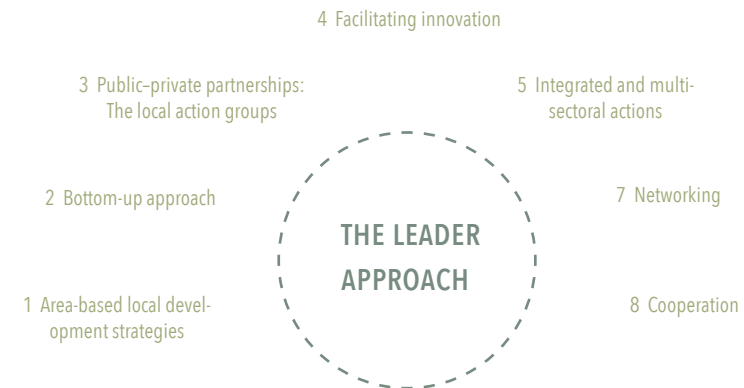 4 Facilitating innovation
3 Public–private partnerships:
The local action groups
5 Integrated and multi-
sectoral actions
2 Bottom-up approach
7 Networking
THE LEADER
APPROACH
1 Area-based local devel-
opment strategies
8 Cooperation